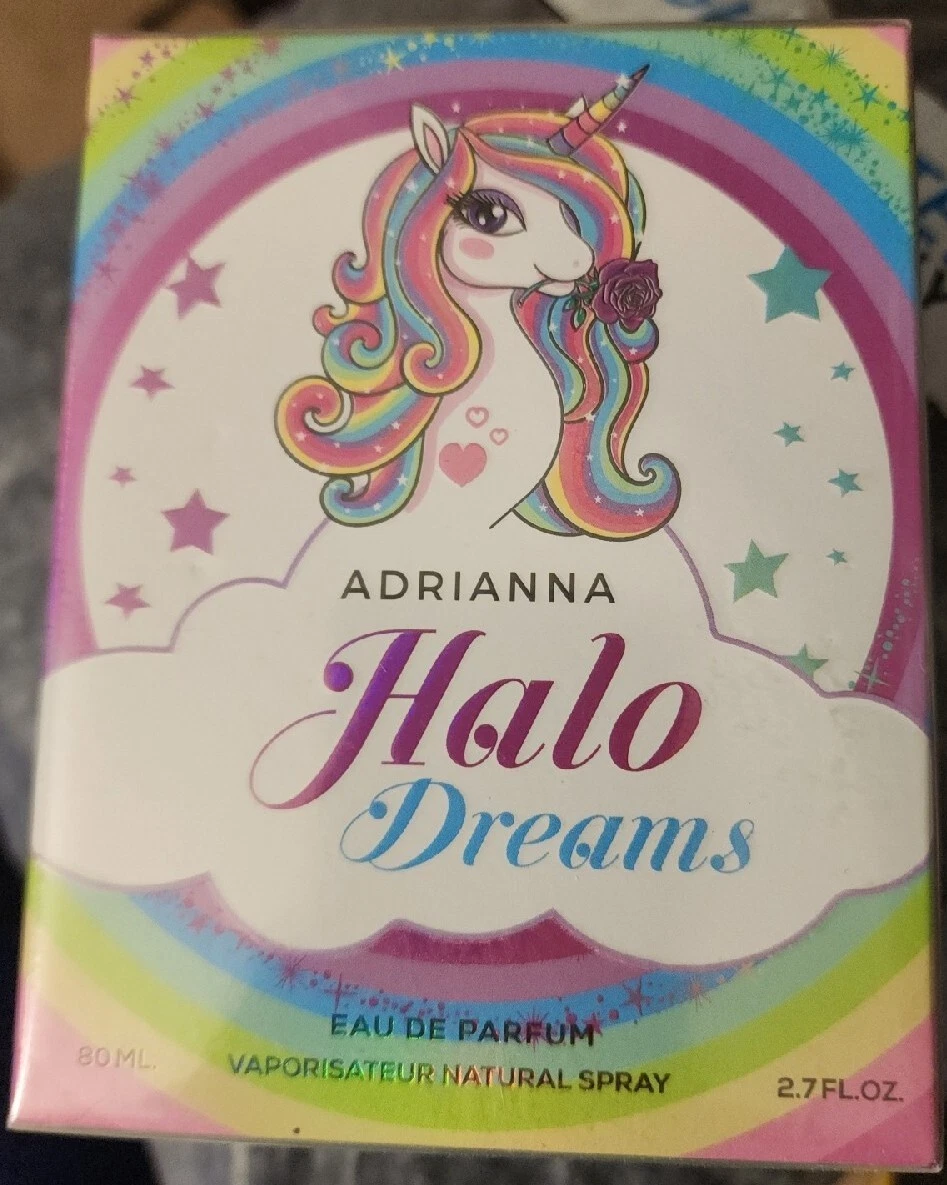 ADRIANNA
Halo
Dreams
EAU DE PARFUM
80 ML.
VAPORISATEUR NATURAL SPRAY
2.7 FL.OZ.